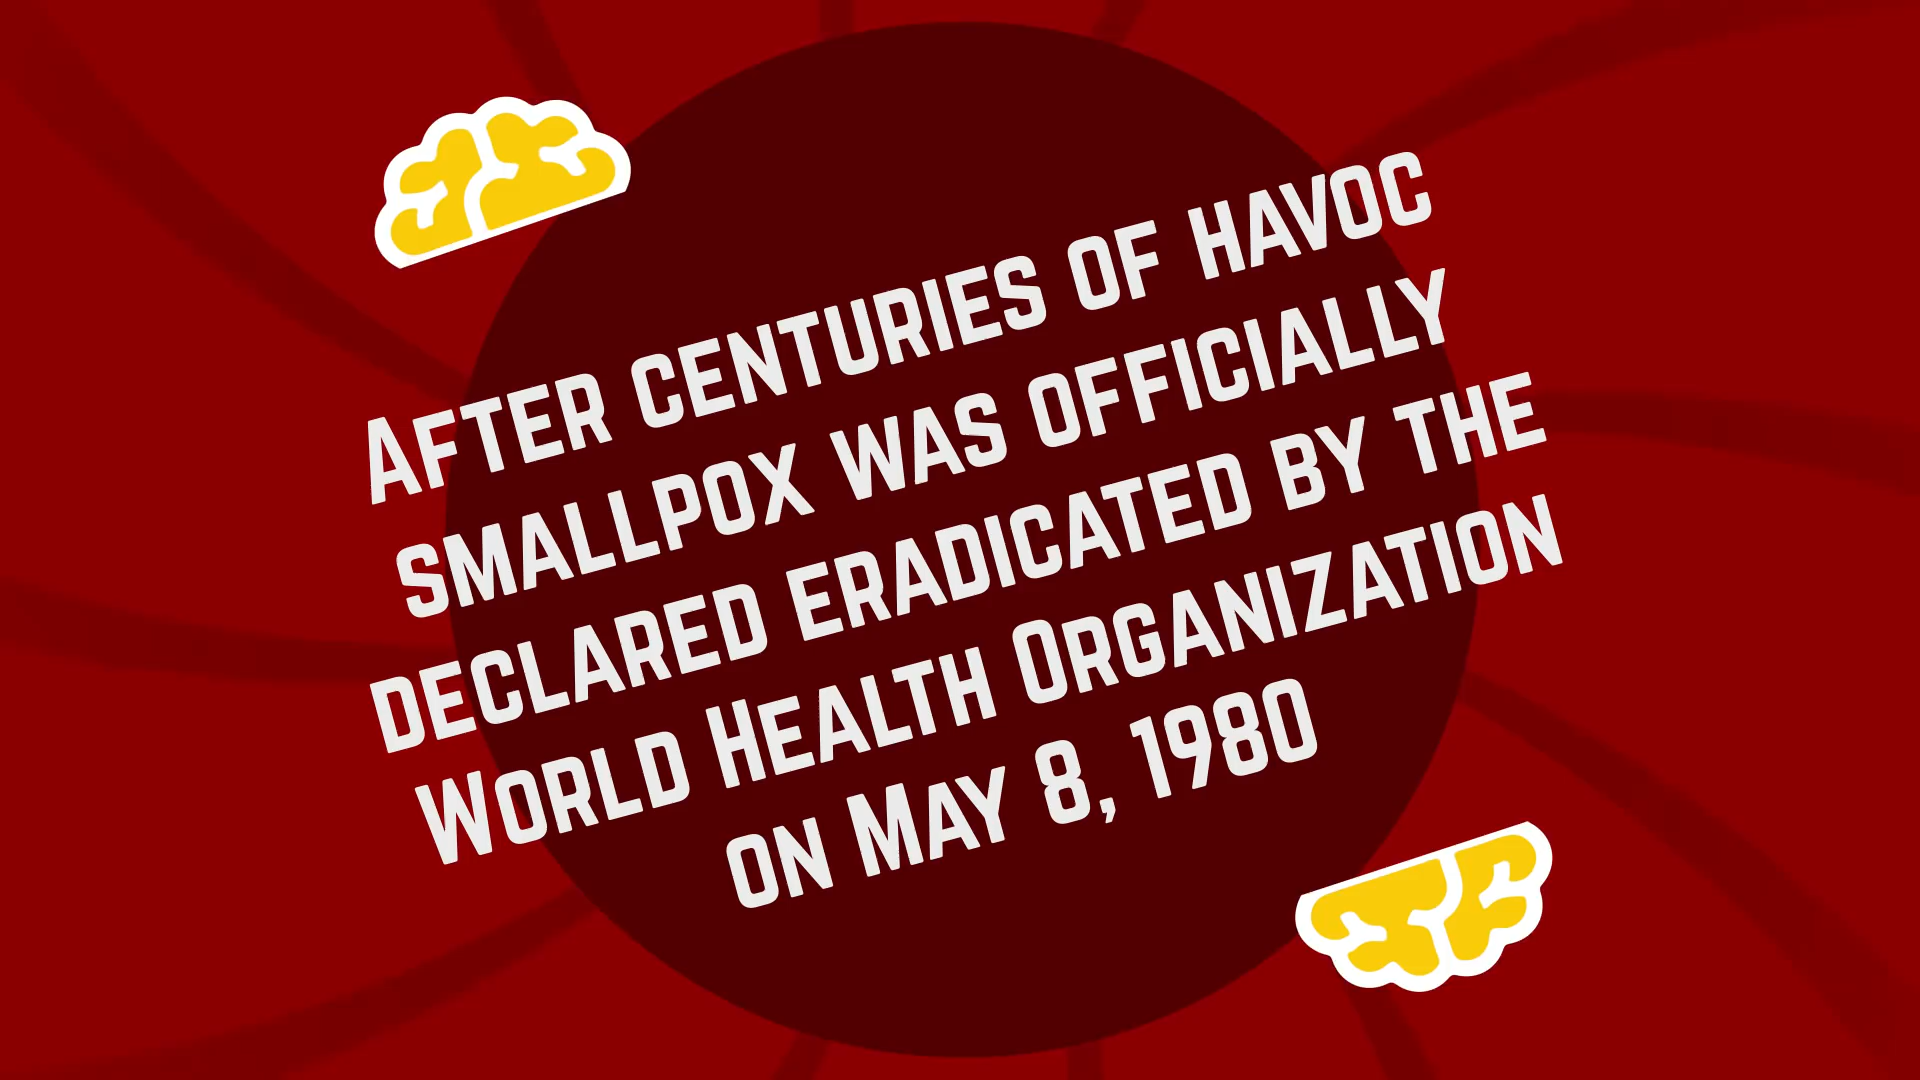 After centuries of havoc
smallpox was officially
declared eradicated by the
World Health Organization
on May 8, 1980